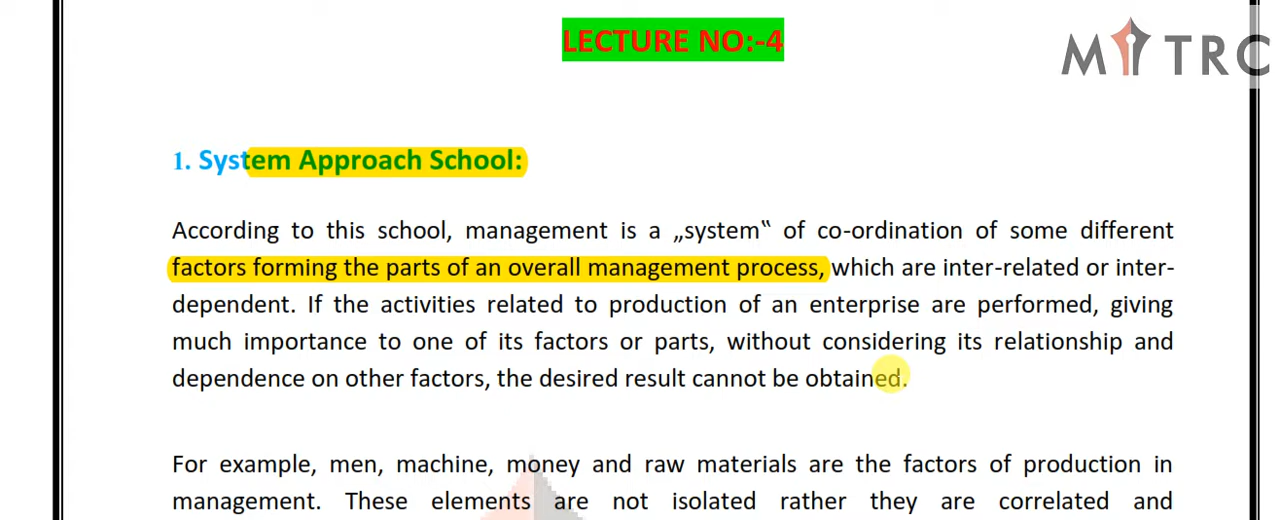 LECTURE NO:-4
MITRC
1. System Approach School:
According to this school, management is a „system‟ of co-ordination of some different
factors forming the parts of an overall management process, which are inter-related or inter-
dependent. If the activities related to production of an enterprise are performed, giving
much importance to one of its factors or parts, without considering its relationship and
dependence on other factors, the desired result cannot be obtained.
For example, men, machine, money and raw materials are the factors of production in
management. These elements are not isolated rather they are correlated and